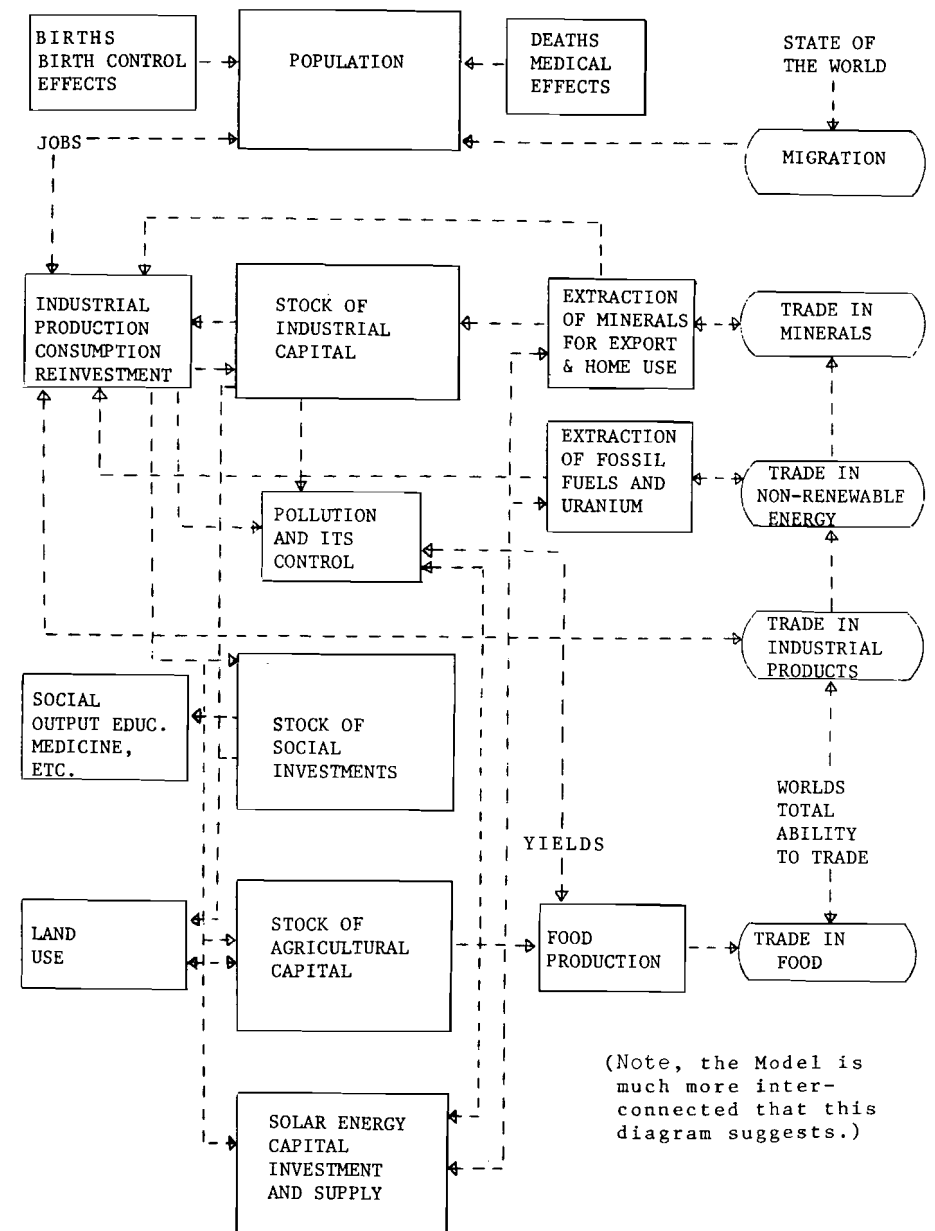 BIRTHS
BIRTH CONTROL
EFFECTS
POPULATION
DEATHS
MEDICAL
EFFECTS
STATE OF
THE WORLD
JOBS
MIGRATION
INDUSTRIAL
PRODUCTION
CONSUMPTION
REINVESTMENT
STOCK OF
INDUSTRIAL
CAPITAL
EXTRACTION
OF MINERALS
FOR EXPORT
& HOME USE
TRADE IN
MINERALS
EXTRACTION
OF FOSSIL
FUELS AND
URANIUM
TRADE IN
NON-RENEWABLE
ENERGY
POLLUTION
AND ITS
CONTROL
TRADE IN
INDUSTRIAL
PRODUCTS
SOCIAL
OUTPUT EDUC.
MEDICINE,
ETC.
STOCK OF
SOCIAL
INVESTMENTS
WORLDS
TOTAL
ABILITY
TO TRADE
YIELDS
LAND
USE
STOCK OF
AGRICULTURAL
CAPITAL
FOOD
PRODUCTION
TRADE IN
FOOD
SOLAR ENERGY
CAPITAL
INVESTMENT
AND SUPPLY
(Note, the Model is
much more inter-
connected that this
diagram suggests.)